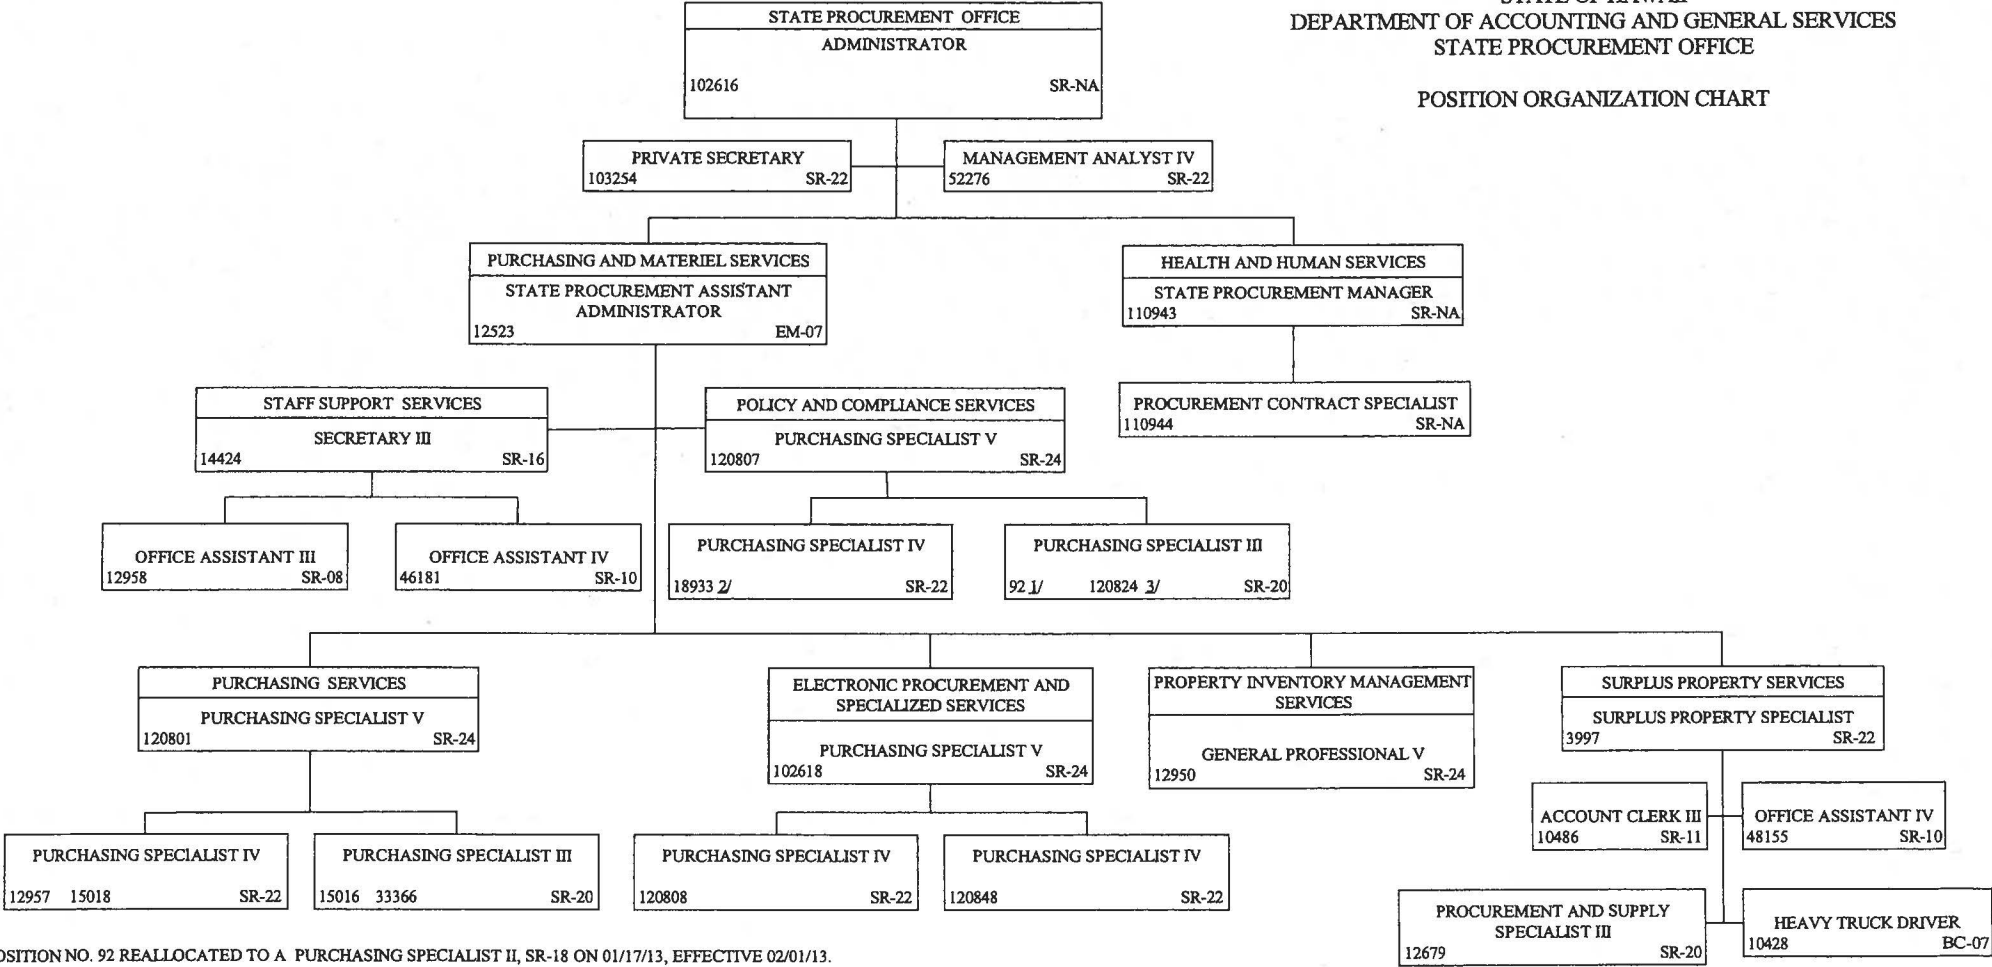 STATE PROCUREMENT OFFICE
ADMINISTRATOR
102616 SR-NA
DEPARTMENT OF ACCOUNTING AND GENERAL SERVICES
STATE PROCUREMENT OFFICE
POSITION ORGANIZATION CHART
PRIVATE SECRETARY
103254 SR-22
MANAGEMENT ANALYST IV
52276 SR-22
PURCHASING AND MATERIEL SERVICES
STATE PROCUREMENT ASSISTANT
ADMINISTRATOR
12523 EM-07
HEALTH AND HUMAN SERVICES
STATE PROCUREMENT MANAGER
110943 SR-NA
PROCUREMENT CONTRACT SPECIALIST
110944 SR-NA
STAFF SUPPORT SERVICES
SECRETARY III
14424 SR-16
POLICY AND COMPLIANCE SERVICES
PURCHASING SPECIALIST V
120807 SR-24
OFFICE ASSISTANT III
12958 SR-08
OFFICE ASSISTANT IV
46181 SR-10
PURCHASING SPECIALIST IV
18933 2/ SR-22
PURCHASING SPECIALIST III
92 1/ 120824 3/ SR-20
PURCHASING SERVICES
PURCHASING SPECIALIST V
120801 SR-24
ELECTRONIC PROCUREMENT AND
SPECIALIZED SERVICES
PURCHASING SPECIALIST V
102618 SR-24
PROPERTY INVENTORY MANAGEMENT
SERVICES
GENERAL PROFESSIONAL V
12950 SR-24
SURPLUS PROPERTY SERVICES
SURPLUS PROPERTY SPECIALIST
3997 SR-22
ACCOUNT CLERK III
10486 SR-11
OFFICE ASSISTANT IV
48155 SR-10
PURCHASING SPECIALIST IV
12957 15018 SR-22
PURCHASING SPECIALIST III
15016 33366 SR-20
PURCHASING SPECIALIST IV
120808 SR-22
PURCHASING SPECIALIST IV
120848 SR-22
PROCUREMENT AND SUPPLY
SPECIALIST III
12679 SR-20
HEAVY TRUCK DRIVER
10428 BC-07
OSITION NO. 92 REALLOCATED TO A PURCHASING SPECIALIST II, SR-18 ON 01/17/13, EFFECTIVE 02/01/13.